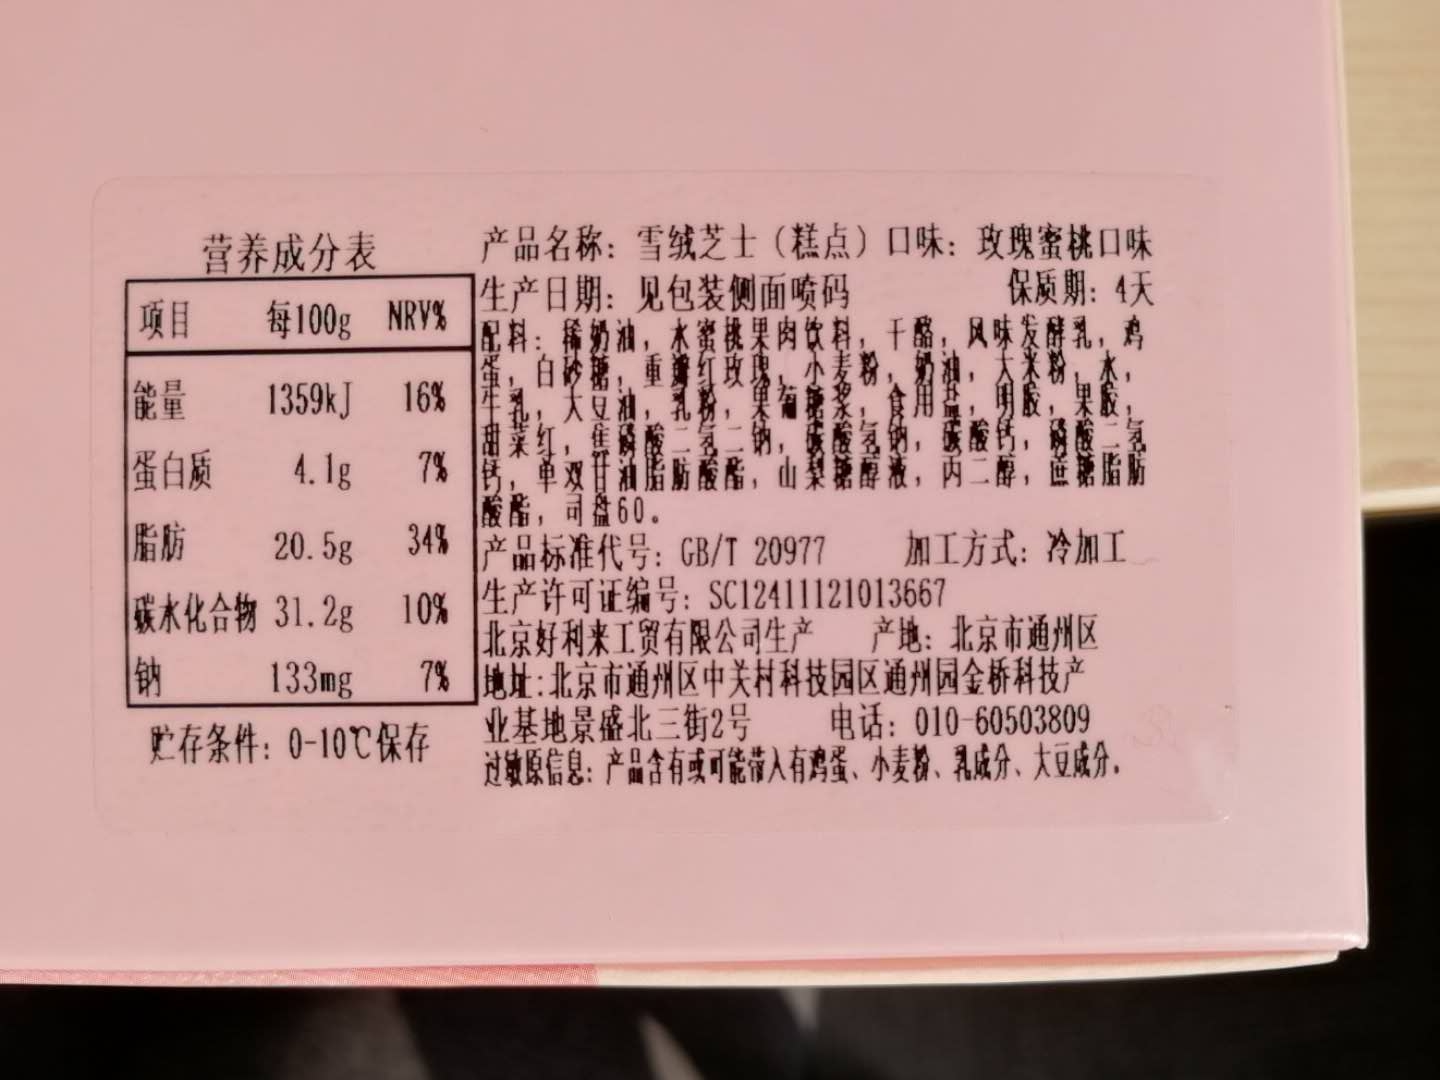 营养成分表
项目 每100g NRV%
能量 1359kJ 16%
蛋白质 4.1g 7%
脂肪 20.5g 34%
碳水化合物 31.2g 10%
钠 133mg 7%
贮存条件：0-10℃保存
产品名称：雪绒芝士（糕点）口味：玫瑰蜜桃口味
生产日期：见包装侧面喷码 保质期：4天
配料：稀奶油，水蜜桃果肉饮料，干酪，风味发酵乳，鸡
蛋，白砂糖，重瓣红玫瑰，小麦粉，奶油，大米粉，水，
牛乳，大豆油，乳粉，果葡糖浆，食用盐，明胶，果胶，
甜菜红，焦磷酸二氢二钠，碳酸氢钠，碳酸钙，磷酸二氢
钙，单双甘油脂肪酸酯，山梨糖醇液，丙二醇，蔗糖脂肪
酸酯，司盘60。
产品标准代号：GB/T 20977 加工方式：冷加工
生产许可证编号：SC12411121013667
北京好利来工贸有限公司生产 产地：北京市通州区
地址:北京市通州区中关村科技园区通州园金桥科技产
业基地景盛北三街2号 电话：010-60503809
过敏原信息：产品含有或可能带入有鸡蛋、小麦粉、乳成分、大豆成分。